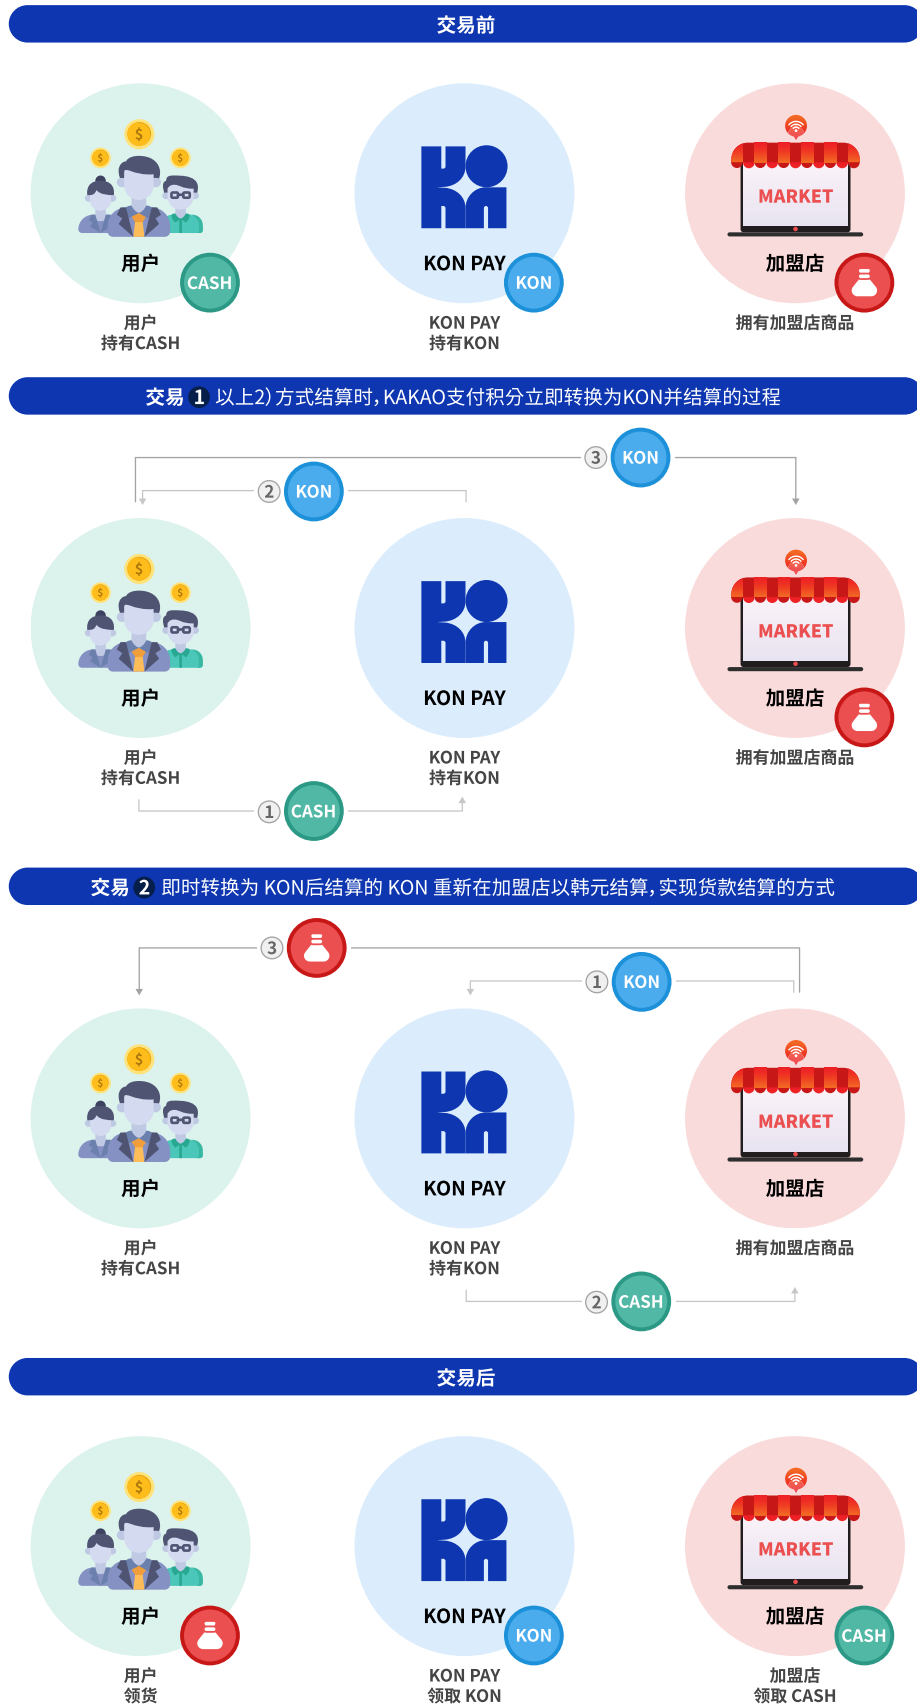 交易前
MARKET
用户
KON PAY
加盟店
CASH
KON
用户
持有CASH
KON PAY
持有KON
拥有加盟店商品
交易 1 以上2)方式结算时, KAKAO支付积分立即转换为KON并结算的过程
3 KON
2 KON
MARKET
用户
KON PAY
加盟店
用户
持有CASH
KON PAY
持有KON
拥有加盟店商品
1 CASH
交易 2 即时转换为 KON后结算的 KON 重新在加盟店以韩元结算, 实现货款结算的方式
3
1 KON
MARKET
用户
KON PAY
加盟店
用户
持有CASH
KON PAY
持有KON
拥有加盟店商品
2 CASH
交易后
MARKET
用户
KON PAY
加盟店
KON
CASH
用户
领货
KON PAY
领取 KON
加盟店
领取 CASH